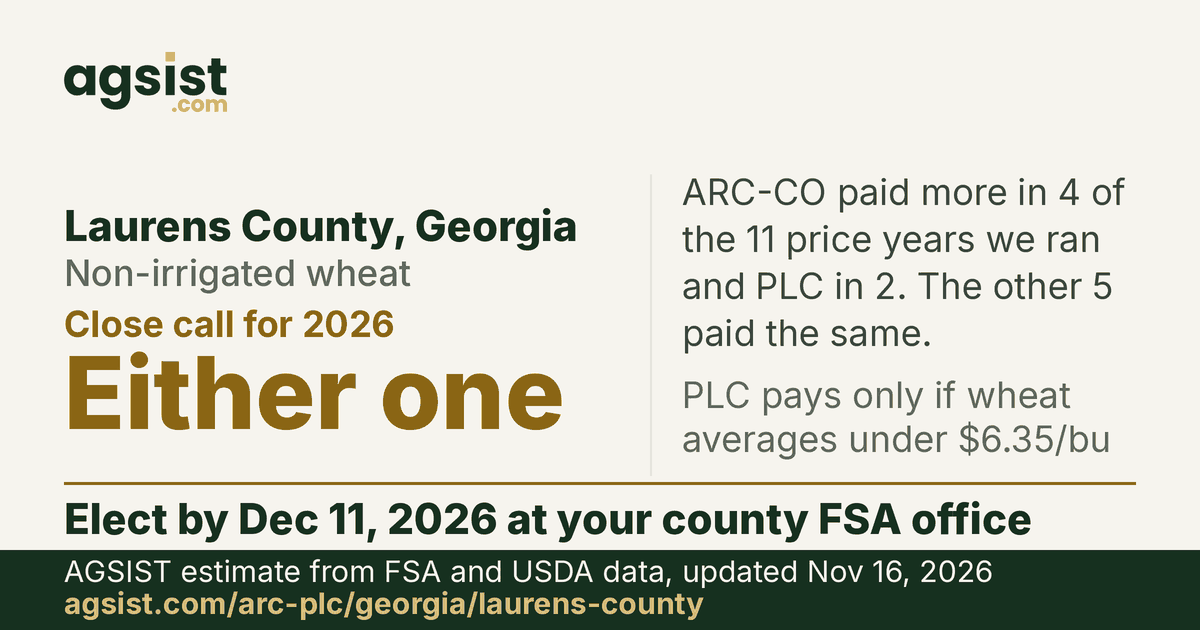 agsist
.com
Laurens County, Georgia
Non-irrigated wheat
Close call for 2026
Either one
ARC-CO paid more in 4 of
the 11 price years we ran
and PLC in 2. The other 5
paid the same.
PLC pays only if wheat
averages under $6.35/bu
Elect by Dec 11, 2026 at your county FSA office
AGSIST estimate from FSA and USDA data, updated Nov 16, 2026
agsist.com/arc-plc/georgia/laurens-county